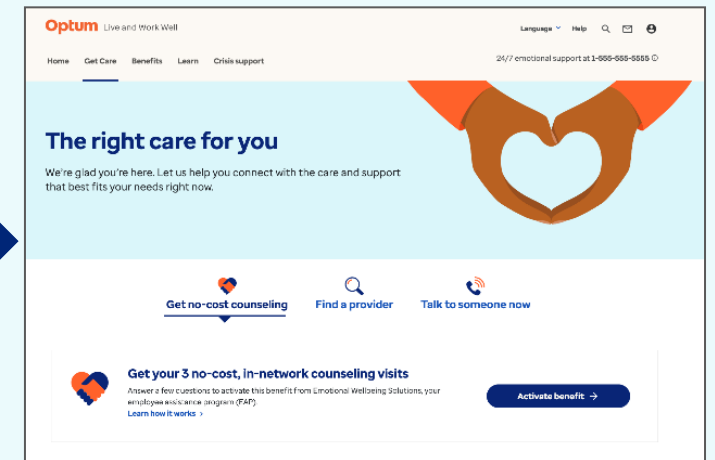 Optum Live and Work Well
Language Help
Home Get Care Benefits Learn Crisis support
24/7 emotional support at 1-555-555-5555
The right care for you
We're glad you're here. Let us help you connect with the care and support
that best fits your needs right now.
Get no-cost counseling Find a provider Talk to someone now
Get your 3 no-cost, in-network counseling visits
Answer a few questions to activate this benefit from Emotional Wellbeing Solutions, your
employee assistance program (EAP).
Learn how it works >
Activate benefit →